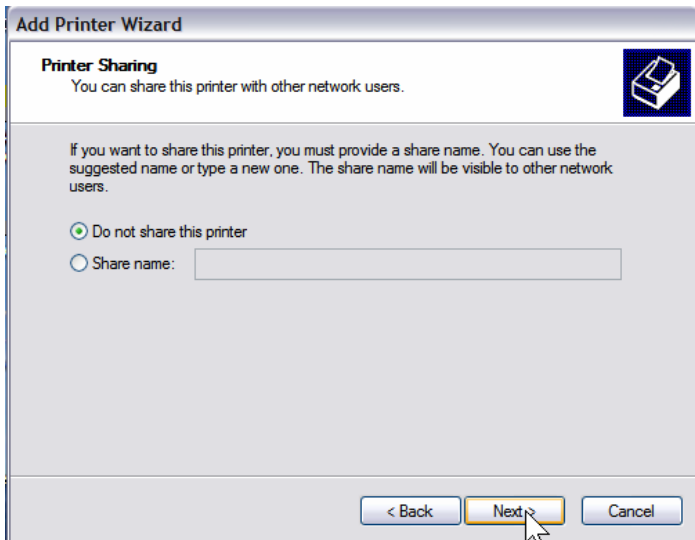 Add Printer Wizard
Printer Sharing
You can share this printer with other network users.
If you want to share this printer, you must provide a share name. You can use the
suggested name or type a new one. The share name will be visible to other network
users.
Do not share this printer
Share name:
< Back Next > Cancel